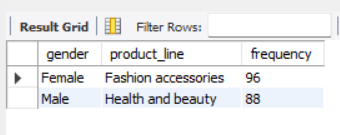 Result Grid Filter Rows:
gender product_line frequency
Female Fashion accessories 96
Male Health and beauty 88